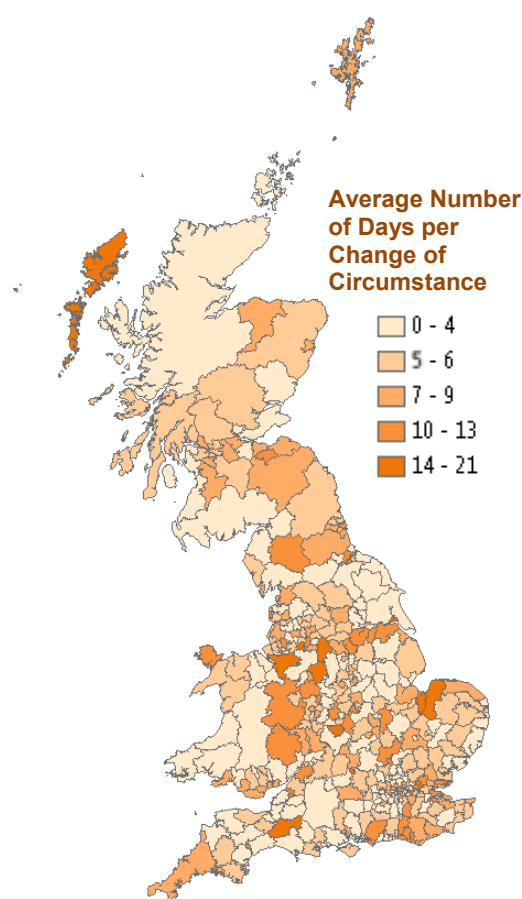 Average Number
of Days per
Change of
Circumstance
0 - 4
5 - 6
7 - 9
10 - 13
14 - 21